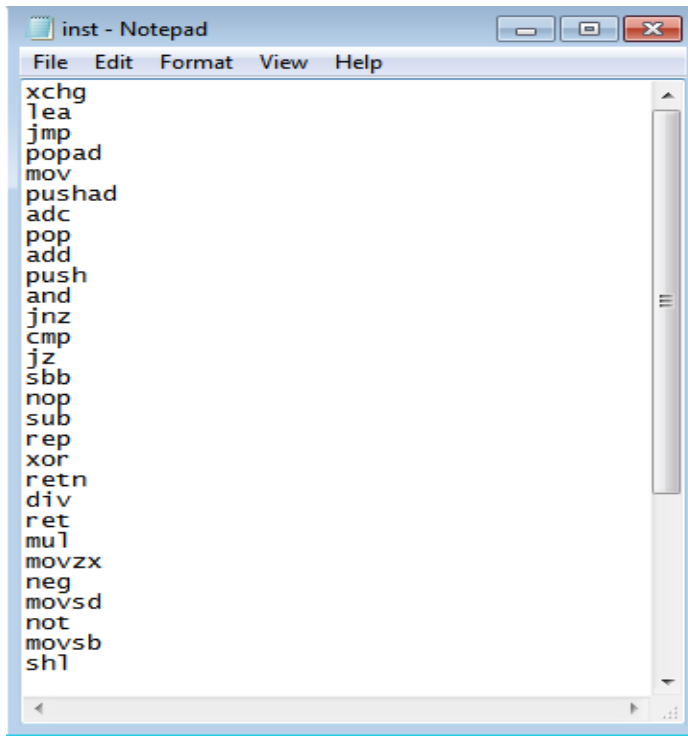 inst - Notepad
File Edit Format View Help
xchg
lea
jmp
popad
mov
pushad
adc
pop
add
push
and
jnz
cmp
jz
sbb
nop
sub
rep
xor
retn
div
ret
mul
movzx
neg
movsd
not
movsb
shl